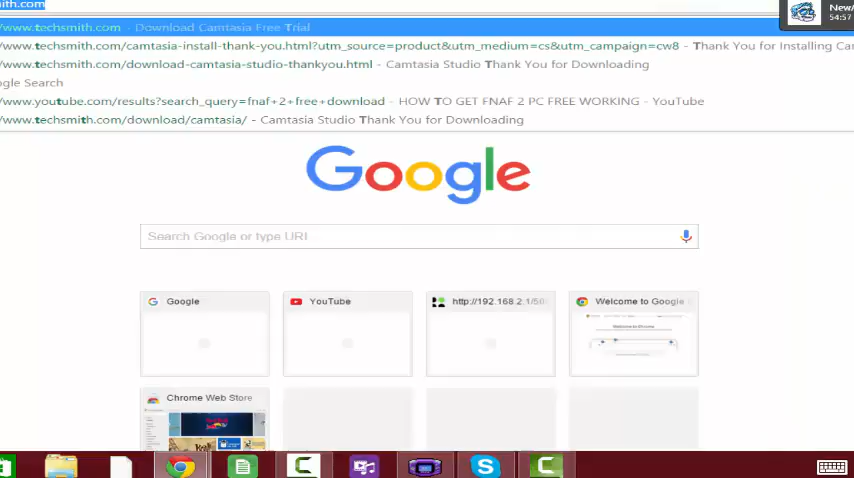 ith.com
/www.techsmith.com - Download Camtasia Free Trial
/www.techsmith.com/camtasia-install-thank-you.html?utm_source=product&utm_medium=cs&utm_campaign=cw8 - Thank You for Installing Cam
/www.techsmith.com/download-camtasia-studio-thankyou.html - Camtasia Studio Thank You for Downloading
gle Search
/www.youtube.com/results?search_query=fnaf+2+free+download - HOW TO GET FNAF 2 PC FREE WORKING - YouTube
/www.techsmith.com/download/camtasia/ - Camtasia Studio Thank You for Downloading
New/
54:57
Google
Search Google or type URL
Google
YouTube
http://192.168.2.1/
Welcome to Google
Chrome Web Store